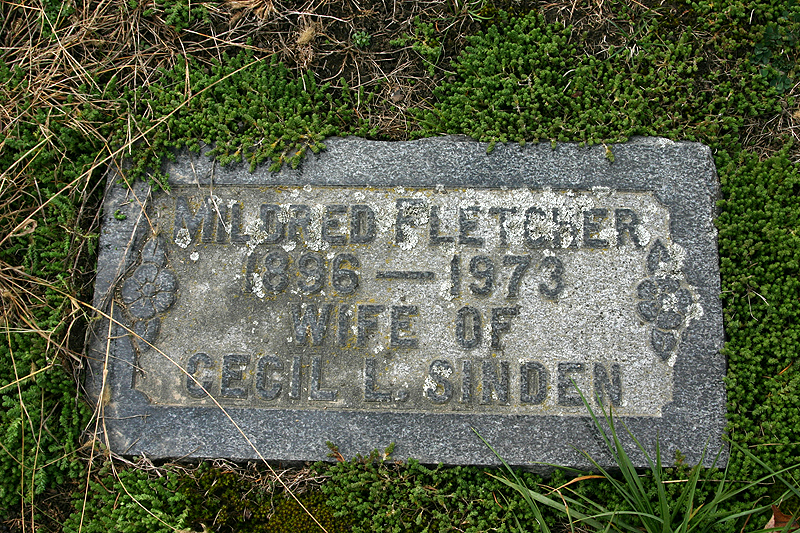 MILDRED FLETCHER
1896 — 1973
WIFE OF
CECIL L. SINDEN